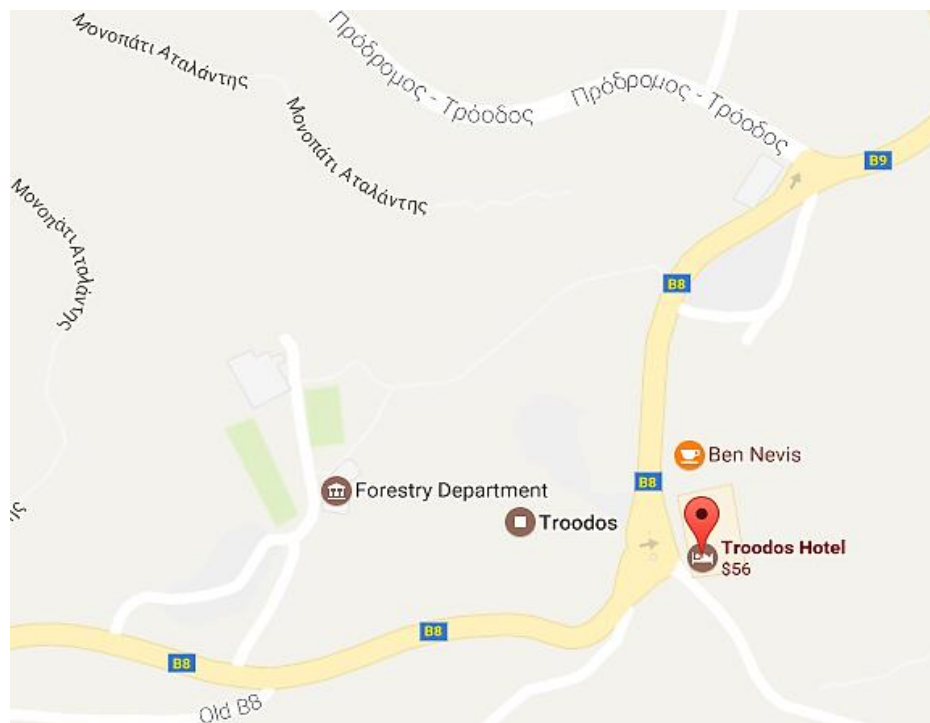 Μονοπάτι Αταλάντης
Πρόδρομος - Τρόοδος
Πρόδρομος - Τρόοδος
Μονοπάτι Αταλάντης
B9
Μονοπάτι Αταλάντης
B8
Ben Nevis
B8
Forestry Department
Troodos
ης
Troodos Hotel
$56
B8
B8
Old B8